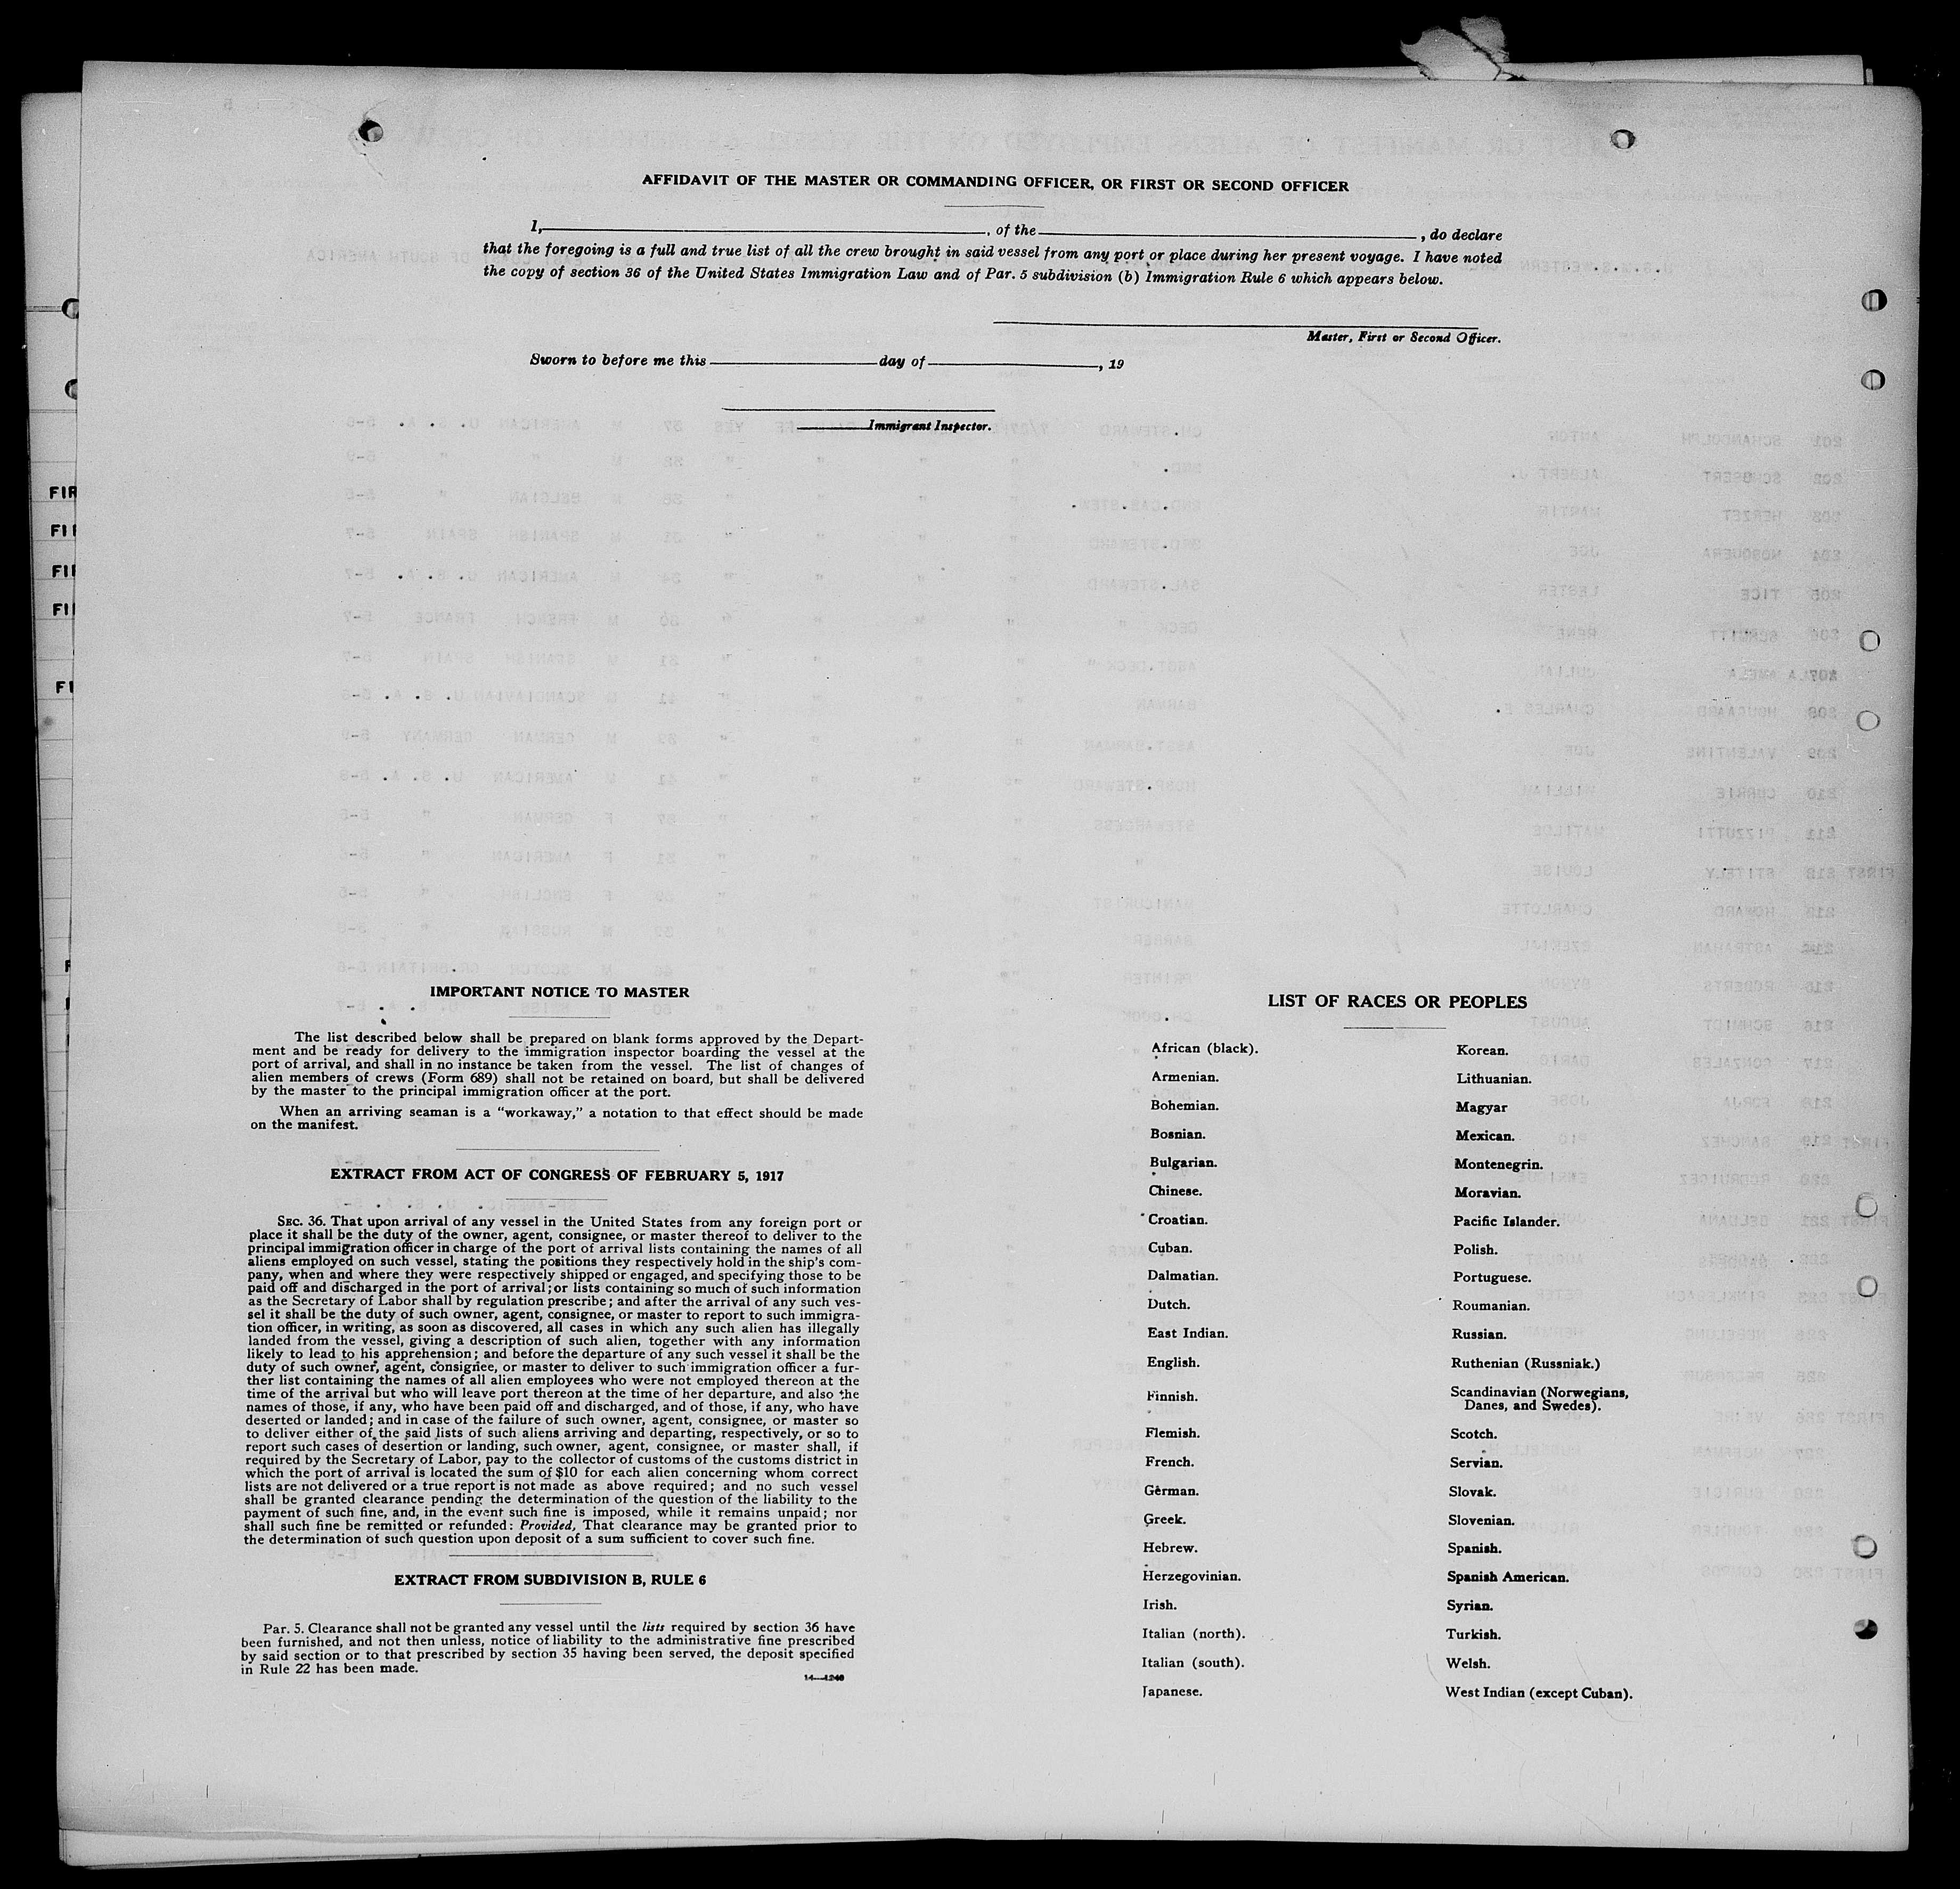 AFFIDAVIT OF THE MASTER OR COMMANDING OFFICER, OR FIRST OR SECOND OFFICER
I, , of the , do declare
that the foregoing is a full and true list of all the crew brought in said vessel from any port or place during her present voyage. I have noted
the copy of section 36 of the United States Immigration Law and of Par. 5 subdivision (b) Immigration Rule 6 which appears below.
Master, First or Second Officer.
Sworn to before me this day of , 19
Immigrant Inspector.
FIR
FI
FI
FI
FI
IMPORTANT NOTICE TO MASTER
The list described below shall be prepared on blank forms approved by the Depart-
ment and be ready for delivery to the immigration inspector boarding the vessel at the
port of arrival, and shall in no instance be taken from the vessel. The list of changes of
alien members of crews (Form 689) shall not be retained on board, but shall be delivered
by the master to the principal immigration officer at the port.
When an arriving seaman is a "workaway," a notation to that effect should be made
on the manifest.
EXTRACT FROM ACT OF CONGRESS OF FEBRUARY 5, 1917
SEC. 36. That upon arrival of any vessel in the United States from any foreign port or
place it shall be the duty of the owner, agent, consignee, or master thereof to deliver to the
principal immigration officer in charge of the port of arrival lists containing the names of all
aliens employed on such vessel, stating the positions they respectively hold in the ship's com-
pany, when and where they were respectively shipped or engaged, and specifying those to be
paid off and discharged in the port of arrival; or lists containing so much of such information
as the Secretary of Labor shall by regulation prescribe; and after the arrival of any such ves-
sel it shall be the duty of such owner, agent, consignee, or master to report to such immigra-
tion officer, in writing, as soon as discovered, all cases in which any such alien has illegally
landed from the vessel, giving a description of such alien, together with any information
likely to lead to his apprehension; and before the departure of any such vessel it shall be the
duty of such owner, agent, consignee, or master to deliver to such immigration officer a fur-
ther list containing the names of all alien employees who were not employed thereon at the
time of the arrival but who will leave port thereon at the time of her departure, and also the
names of those, if any, who have been paid off and discharged, and of those, if any, who have
deserted or landed; and in case of the failure of such owner, agent, consignee, or master so
to deliver either of the said lists of such aliens arriving and departing, respectively, or so to
report such cases of desertion or landing, such owner, agent, consignee, or master shall, if
required by the Secretary of Labor, pay to the collector of customs of the customs district in
which the port of arrival is located the sum of $10 for each alien concerning whom correct
lists are not delivered or a true report is not made as above required; and no such vessel
shall be granted clearance pending the determination of the question of the liability to the
payment of such fine, and, in the event such fine is imposed, while it remains unpaid; nor
shall such fine be remitted or refunded: Provided, That clearance may be granted prior to
the determination of such question upon deposit of a sum sufficient to cover such fine.
EXTRACT FROM SUBDIVISION B, RULE 6
Par. 5. Clearance shall not be granted any vessel until the lists required by section 36 have
been furnished, and not then unless, notice of liability to the administrative fine prescribed
by said section or to that prescribed by section 35 having been served, the deposit specified
in Rule 22 has been made.
14—1240
LIST OF RACES OR PEOPLES
African (black).
Armenian.
Bohemian.
Bosnian.
Bulgarian.
Chinese.
Croatian.
Cuban.
Dalmatian.
Dutch.
East Indian.
English.
Finnish.
Flemish.
French.
German.
Greek.
Hebrew.
Herzegovinian.
Irish.
Italian (north).
Italian (south).
Japanese.
Korean.
Lithuanian.
Magyar
Mexican.
Montenegrin.
Moravian.
Pacific Islander.
Polish.
Portuguese.
Roumanian.
Russian.
Ruthenian (Russniak.)
Scandinavian (Norwegians,
Danes, and Swedes).
Scotch.
Servian.
Slovak.
Slovenian.
Spanish.
Spanish American.
Syrian.
Turkish.
Welsh.
West Indian (except Cuban).